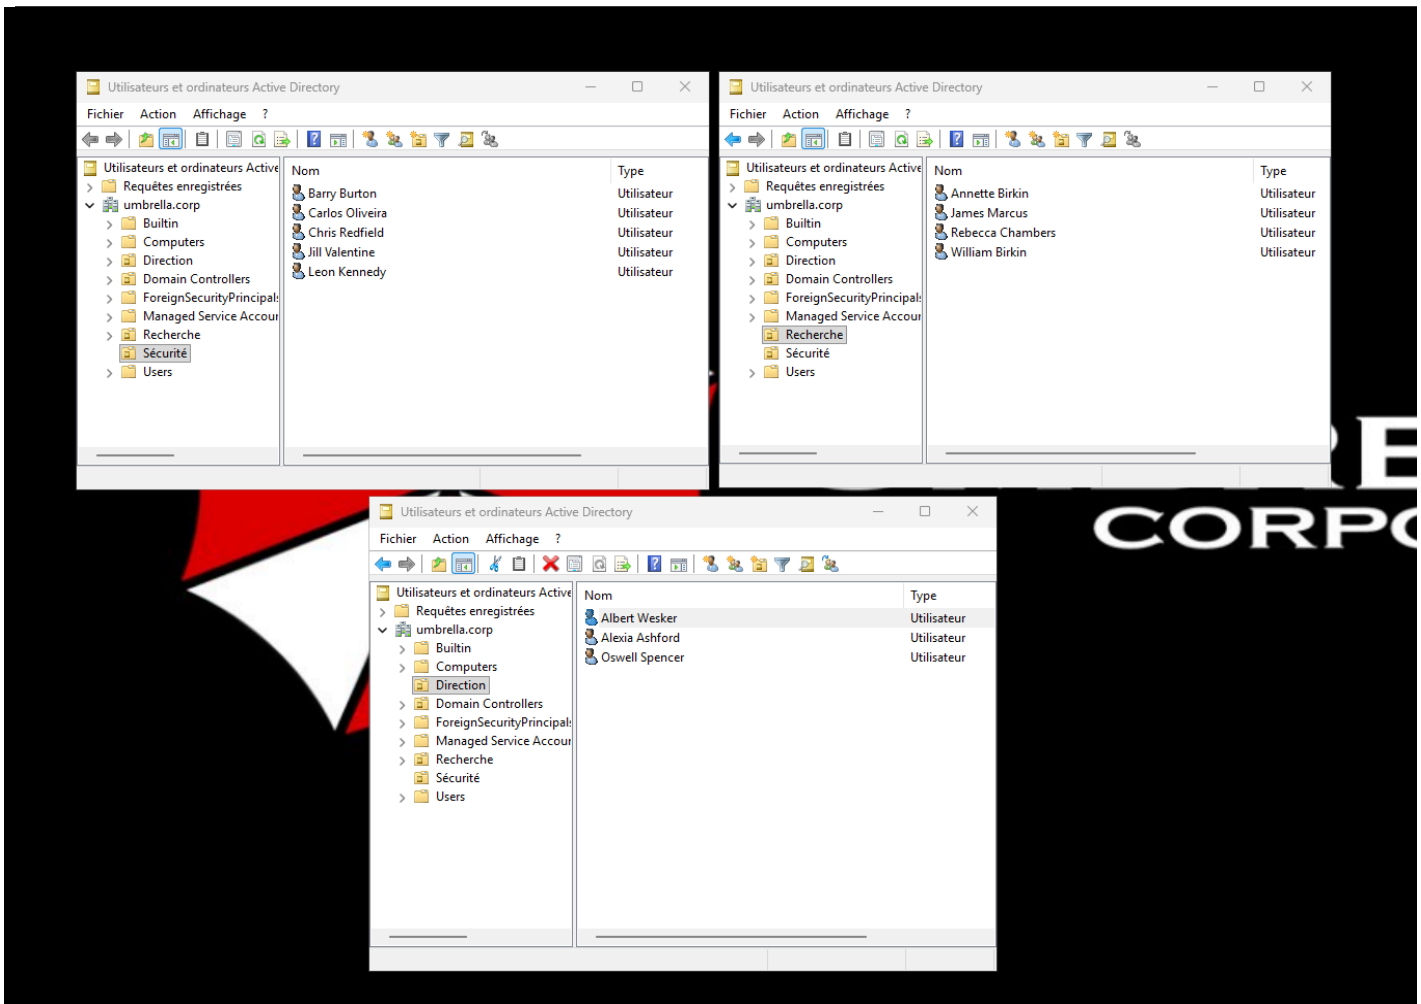 Utilisateurs et ordinateurs Active Directory
Fichier Action Affichage ?
Utilisateurs et ordinateurs Active
Requêtes enregistrées
umbrella.corp
Builtin
Computers
Direction
Domain Controllers
ForeignSecurityPrincipals
Managed Service Accour
Recherche
Sécurité
Users
Nom Type
Barry Burton Utilisateur
Carlos Oliveira Utilisateur
Chris Redfield Utilisateur
Jill Valentine Utilisateur
Leon Kennedy Utilisateur
Utilisateurs et ordinateurs Active Directory
Fichier Action Affichage ?
Utilisateurs et ordinateurs Active
Requêtes enregistrées
umbrella.corp
Builtin
Computers
Direction
Domain Controllers
ForeignSecurityPrincipals
Managed Service Accour
Recherche
Sécurité
Users
Nom Type
Annette Birkin Utilisateur
James Marcus Utilisateur
Rebecca Chambers Utilisateur
William Birkin Utilisateur
Utilisateurs et ordinateurs Active Directory
Fichier Action Affichage ?
Utilisateurs et ordinateurs Active
Requêtes enregistrées
umbrella.corp
Builtin
Computers
Direction
Domain Controllers
ForeignSecurityPrincipals
Managed Service Accour
Recherche
Sécurité
Users
Nom Type
Albert Wesker Utilisateur
Alexia Ashford Utilisateur
Oswell Spencer Utilisateur
CORPO